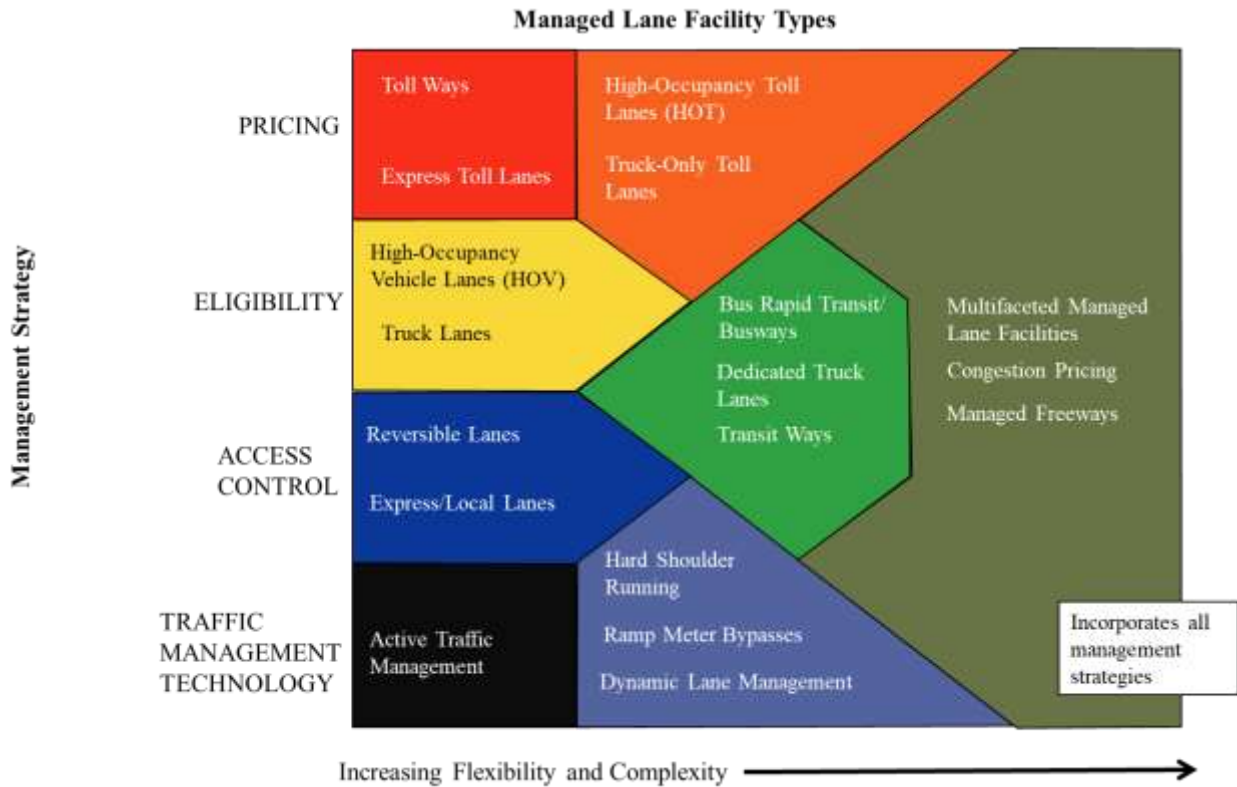 Managed Lane Facility Types
Management Strategy
PRICING
Toll Ways
Express Toll Lanes
High-Occupancy Toll
Lanes (HOT)
Truck-Only Toll
Lanes
ELIGIBILITY
High-Occupancy
Vehicle Lanes (HOV)
Truck Lanes
Bus Rapid Transit/
Busways
Dedicated Truck
Lanes
Transit Ways
Multifaceted Managed
Lane Facilities
Congestion Pricing
Managed Freeways
ACCESS
CONTROL
Reversible Lanes
Express/Local Lanes
TRAFFIC
MANAGEMENT
TECHNOLOGY
Active Traffic
Management
Hard Shoulder
Running
Ramp Meter Bypasses
Dynamic Lane Management
Incorporates all
management
strategies
Increasing Flexibility and Complexity